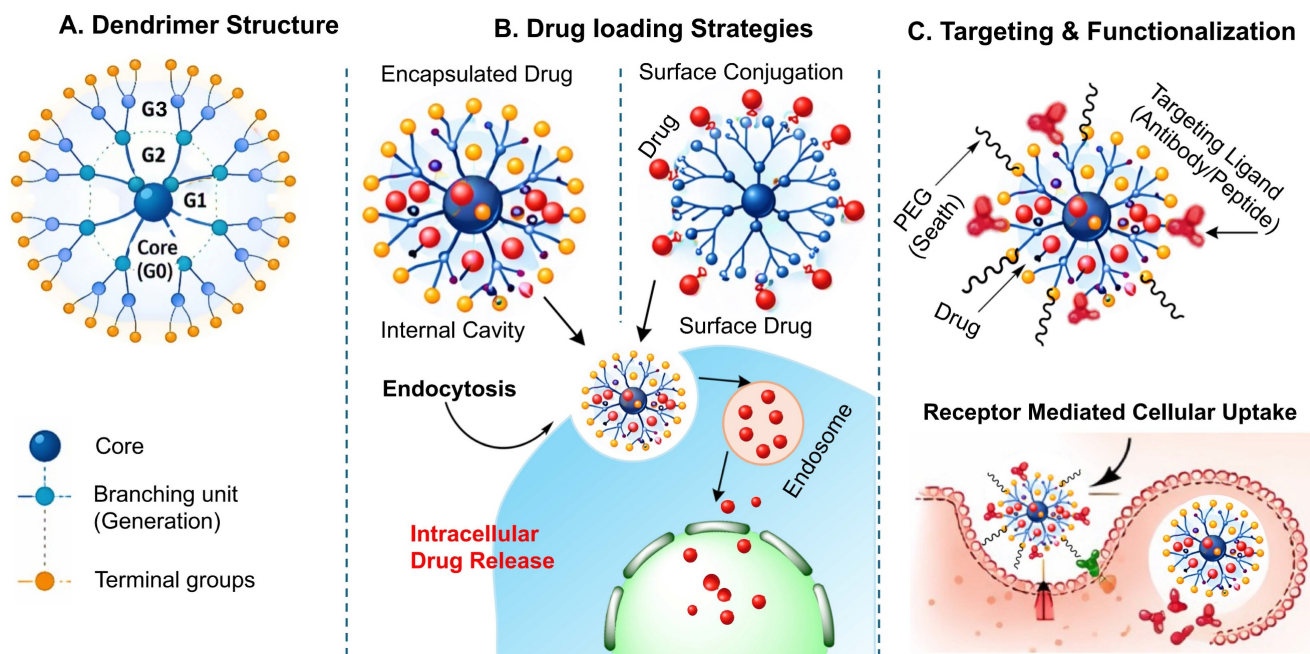 A. Dendrimer Structure
G3
G2
G1
Core
(G0)
Core
Branching unit
(Generation)
Terminal groups
B. Drug loading Strategies
Encapsulated Drug
Surface Conjugation
Drug
Internal Cavity
Surface Drug
Endocytosis
Endosome
Intracellular
Drug Release
C. Targeting & Functionalization
Targeting Ligand
(Antibody/Peptide)
PEG
(Seath)
Drug
Receptor Mediated Cellular Uptake